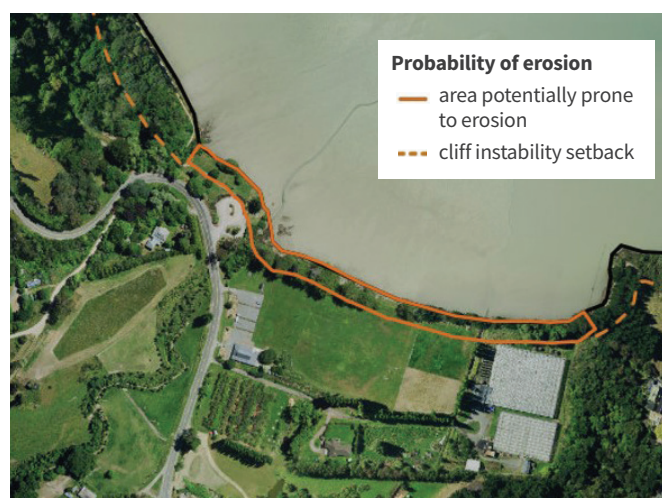 Probability of erosion
area potentially prone
to erosion
cliff instability setback